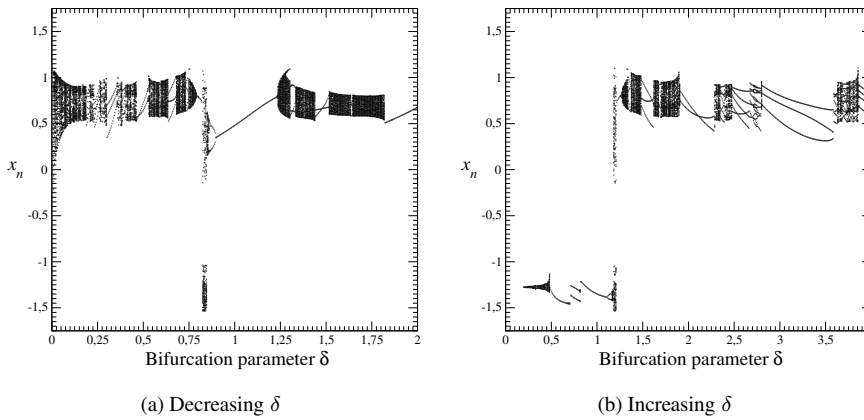 1,5
1
0,5
0
-0,5
-1
-1,5
x_n
0 0,25 0,5 0,75 1 1,25 1,5 1,75 2
Bifurcation parameter δ
(a) Decreasing δ
1,5
1
0,5
0
-0,5
-1
-1,5
x_n
0 0,5 1 1,5 2 2,5 3 3,5
Bifurcation parameter δ
(b) Increasing δ